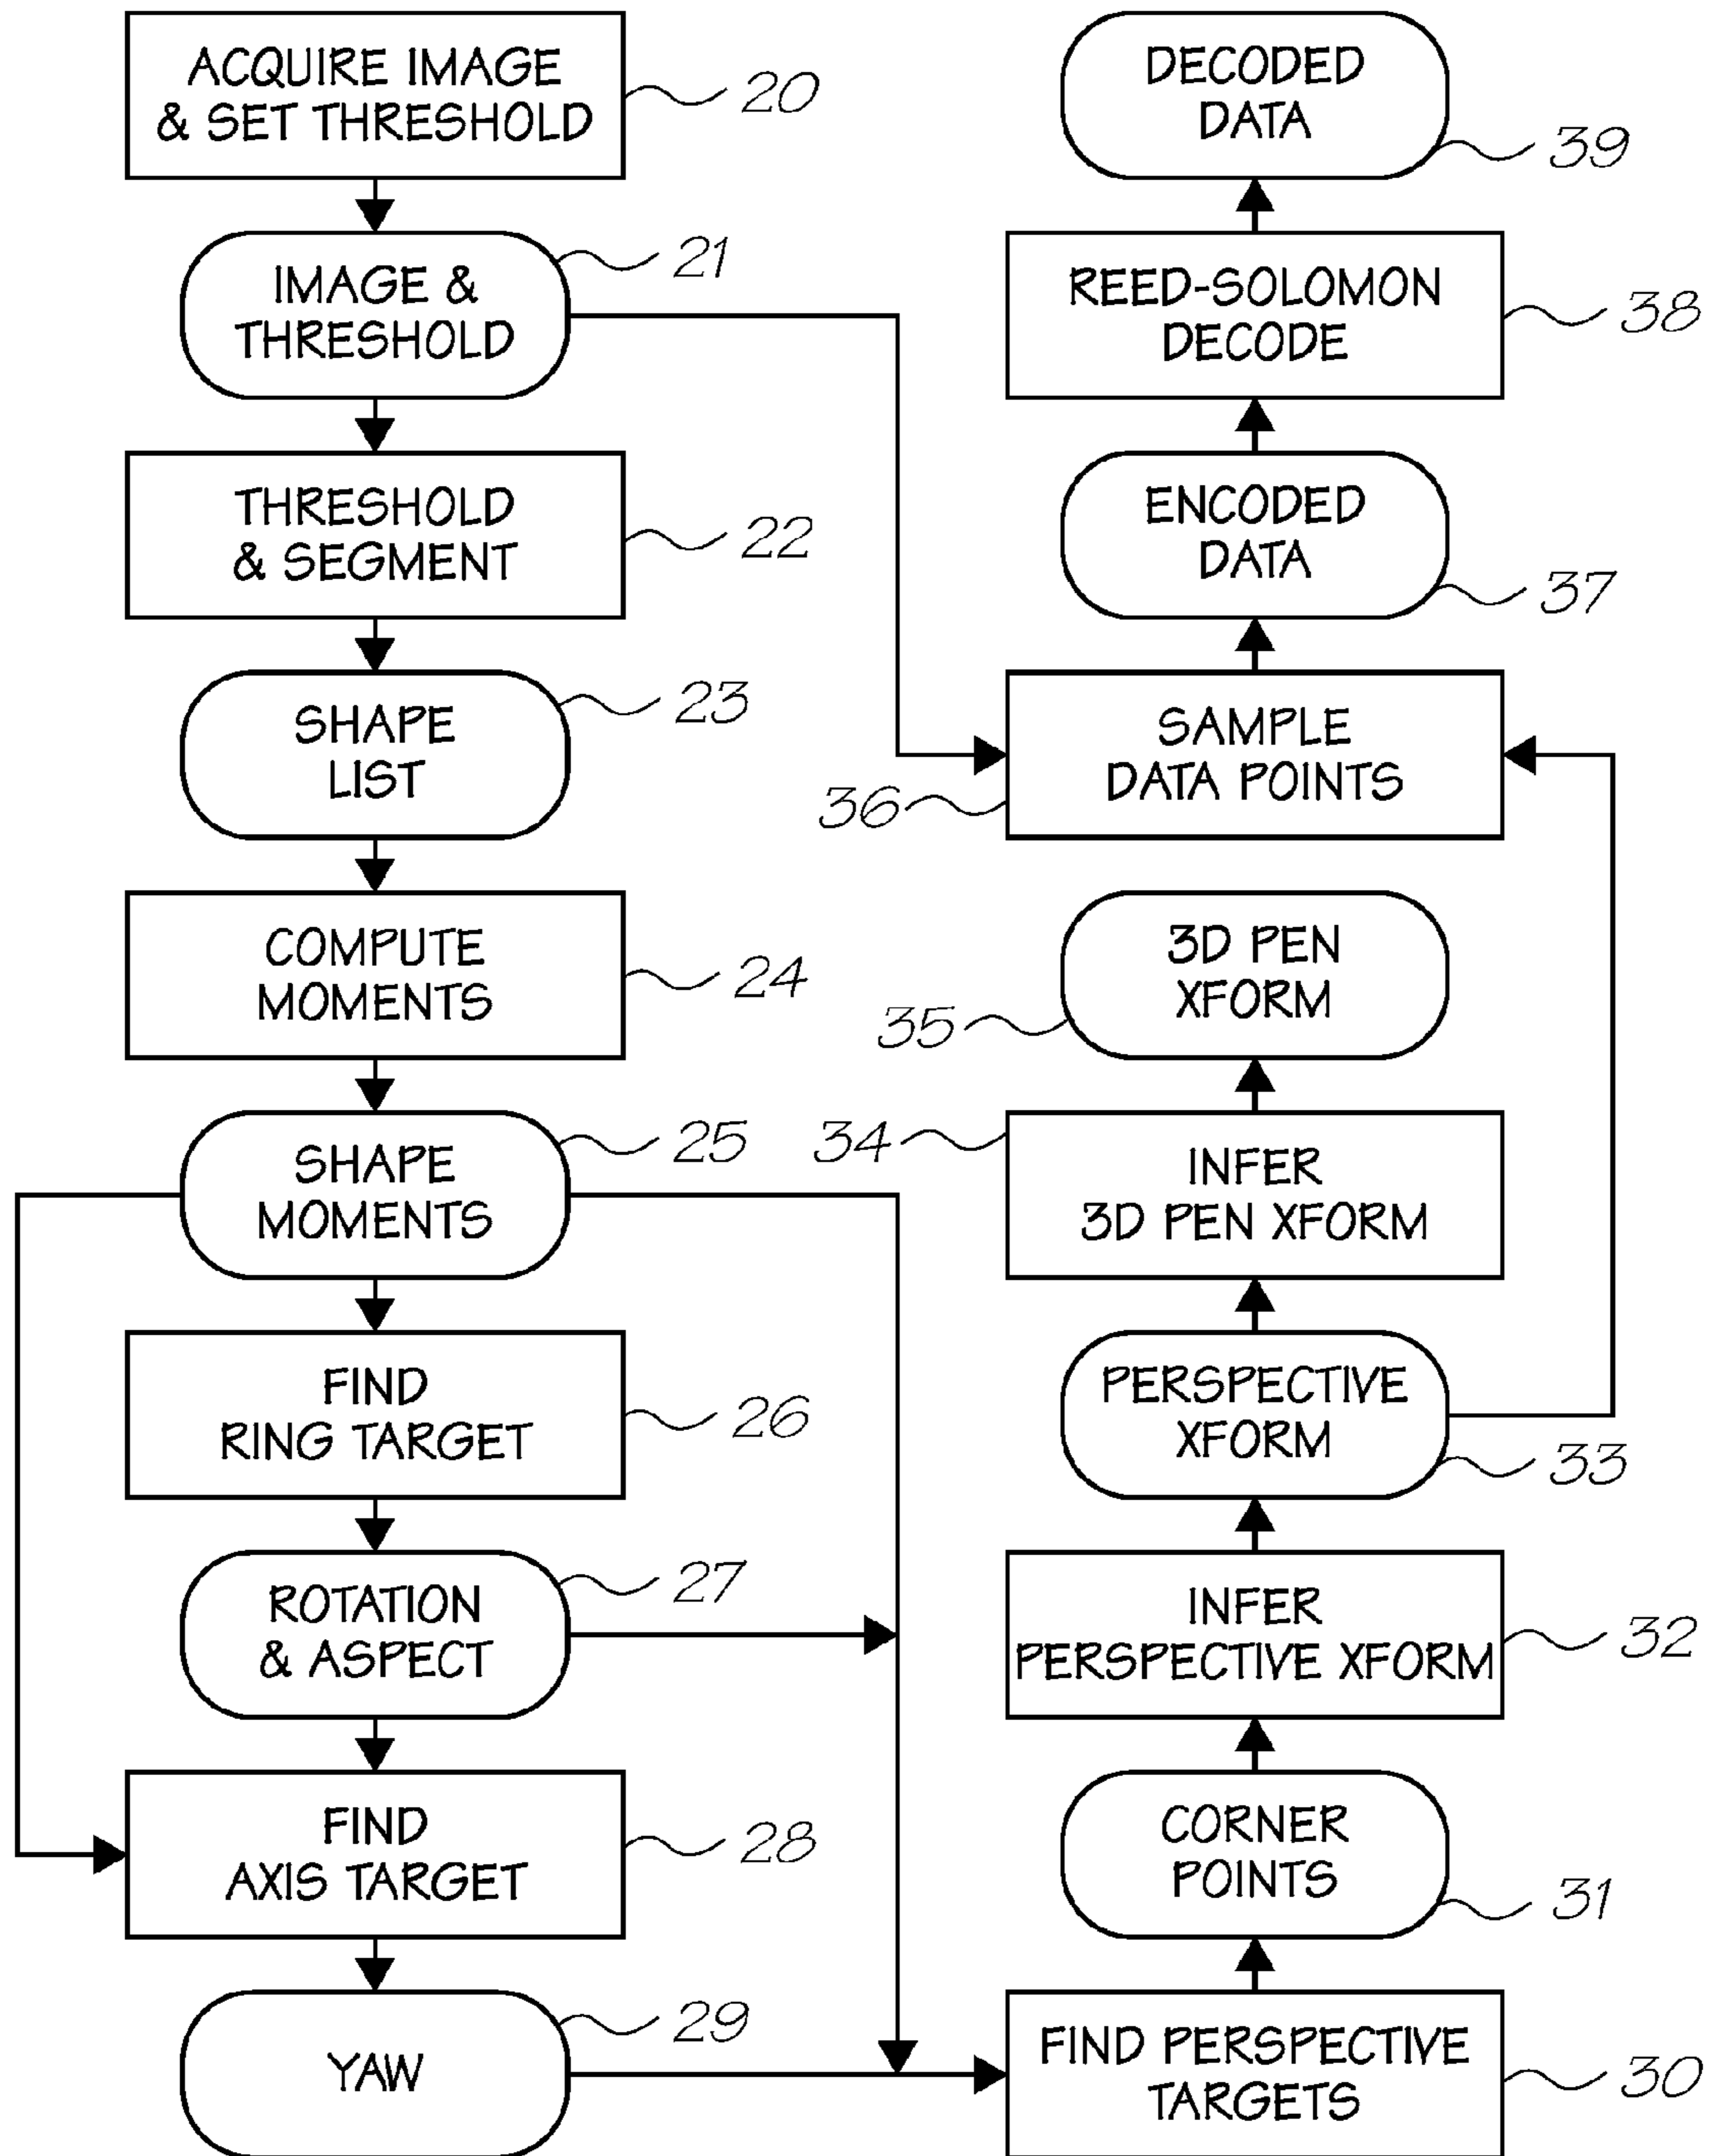 ACQUIRE IMAGE
& SET THRESHOLD
20
IMAGE &
THRESHOLD
21
THRESHOLD
& SEGMENT
22
SHAPE
LIST
23
COMPUTE
MOMENTS
24
SHAPE
MOMENTS
25
FIND
RING TARGET
26
ROTATION
& ASPECT
27
FIND
AXIS TARGET
28
YAW
29
DECODED
DATA
39
REED-SOLOMON
DECODE
38
ENCODED
DATA
37
SAMPLE
DATA POINTS
36
3D PEN
XFORM
35
34
INFER
3D PEN XFORM
PERSPECTIVE
XFORM
33
INFER
PERSPECTIVE XFORM
32
CORNER
POINTS
31
FIND PERSPECTIVE
TARGETS
30